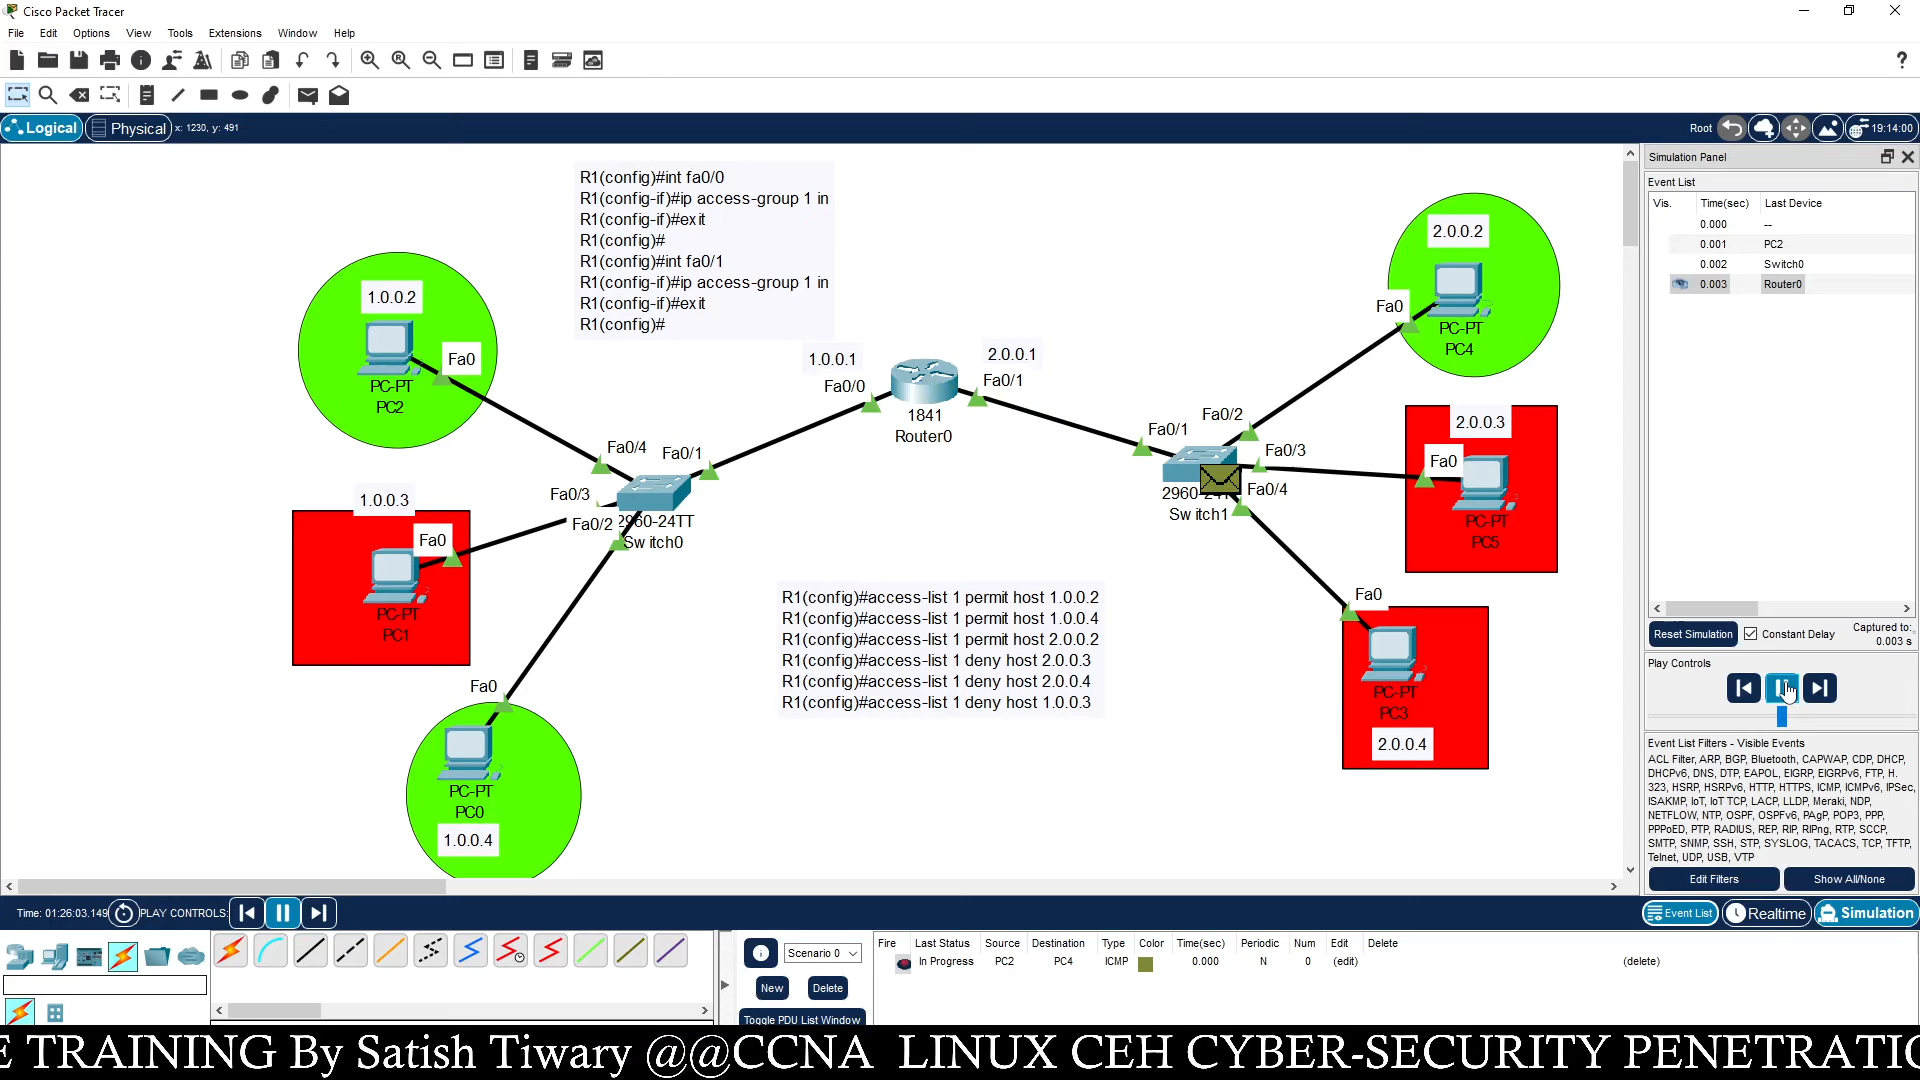 Cisco Packet Tracer
File Edit Options View Tools Extensions Window Help
Logical Physical x: 1230, y: 491
Root 19:14:00
R1(config)#int fa0/0
R1(config-if)#ip access-group 1 in
R1(config-if)#exit
R1(config)#
R1(config)#int fa0/1
R1(config-if)#ip access-group 1 in
R1(config-if)#exit
R1(config)#
1.0.0.2
Fa0
PC-PT
PC2
1.0.0.3
Fa0
PC-PT
PC1
Fa0
PC-PT
PC0
1.0.0.4
Fa0/4
Fa0/1
Fa0/3
Fa0/2
2960-24TT
Switch0
1.0.0.1
Fa0/0
2.0.0.1
Fa0/1
1841
Router0
Fa0/1
Fa0/2
Fa0/3
Fa0/4
Switch1
2.0.0.2
Fa0
PC-PT
PC4
2.0.0.3
Fa0
PC-PT
PC5
Fa0
PC-PT
PC3
2.0.0.4
R1(config)#access-list 1 permit host 1.0.0.2
R1(config)#access-list 1 permit host 1.0.0.4
R1(config)#access-list 1 permit host 2.0.0.2
R1(config)#access-list 1 deny host 2.0.0.3
R1(config)#access-list 1 deny host 2.0.0.4
R1(config)#access-list 1 deny host 1.0.0.3
Simulation Panel
Event List
Vis. Time(sec) Last Device
0.000 --
0.001 PC2
0.002 Switch0
0.003 Router0
Reset Simulation Constant Delay Captured to:
0.003 s
Play Controls
Event List Filters - Visible Events
ACL Filter, ARP, BGP, Bluetooth, CAPWAP, CDP, DHCP,
DHCPv6, DNS, DTP, EAPOL, EIGRP, EIGRPv6, FTP, H.
323, HSRP, HSRPv6, HTTP, HTTPS, ICMP, ICMPv6, IPSec,
ISAKMP, IoT, IoT TCP, LACP, LLDP, Meraki, NDP,
NETFLOW, NTP, OSPF, OSPFv6, PAgP, POP3, PPP,
PPPoED, PTP, RADIUS, REP, RIP, RIPng, RTP, SCCP,
SMTP, SNMP, SSH, STP, SYSLOG, TACACS, TCP, TFTP,
Telnet, UDP, USB, VTP
Edit Filters Show All/None
Time: 01:26:03.149 PLAY CONTROLS:
Event List Realtime Simulation
Scenario 0
New Delete
Toggle PDU List Window
Fire Last Status Source Destination Type Color Time(sec) Periodic Num Edit Delete
In Progress PC2 PC4 ICMP 0.000 N 0 (edit) (delete)
E TRAINING By Satish Tiwary @@CCNA LINUX CEH CYBER-SECURITY PENETRATIO